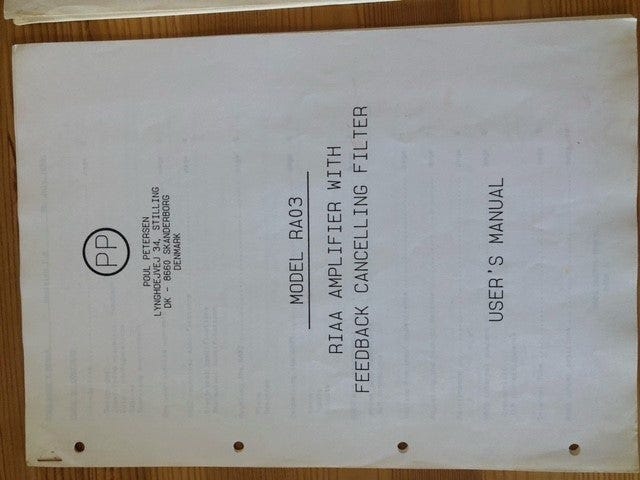 PP
POUL PETERSEN
LYNGHOEJVEJ 34, STILLING
DK - 8660 SKANDERBORG
DENMARK
MODEL RA03
RIAA AMPLIFIER WITH
FEEDBACK CANCELLING FILTER
USER'S MANUAL